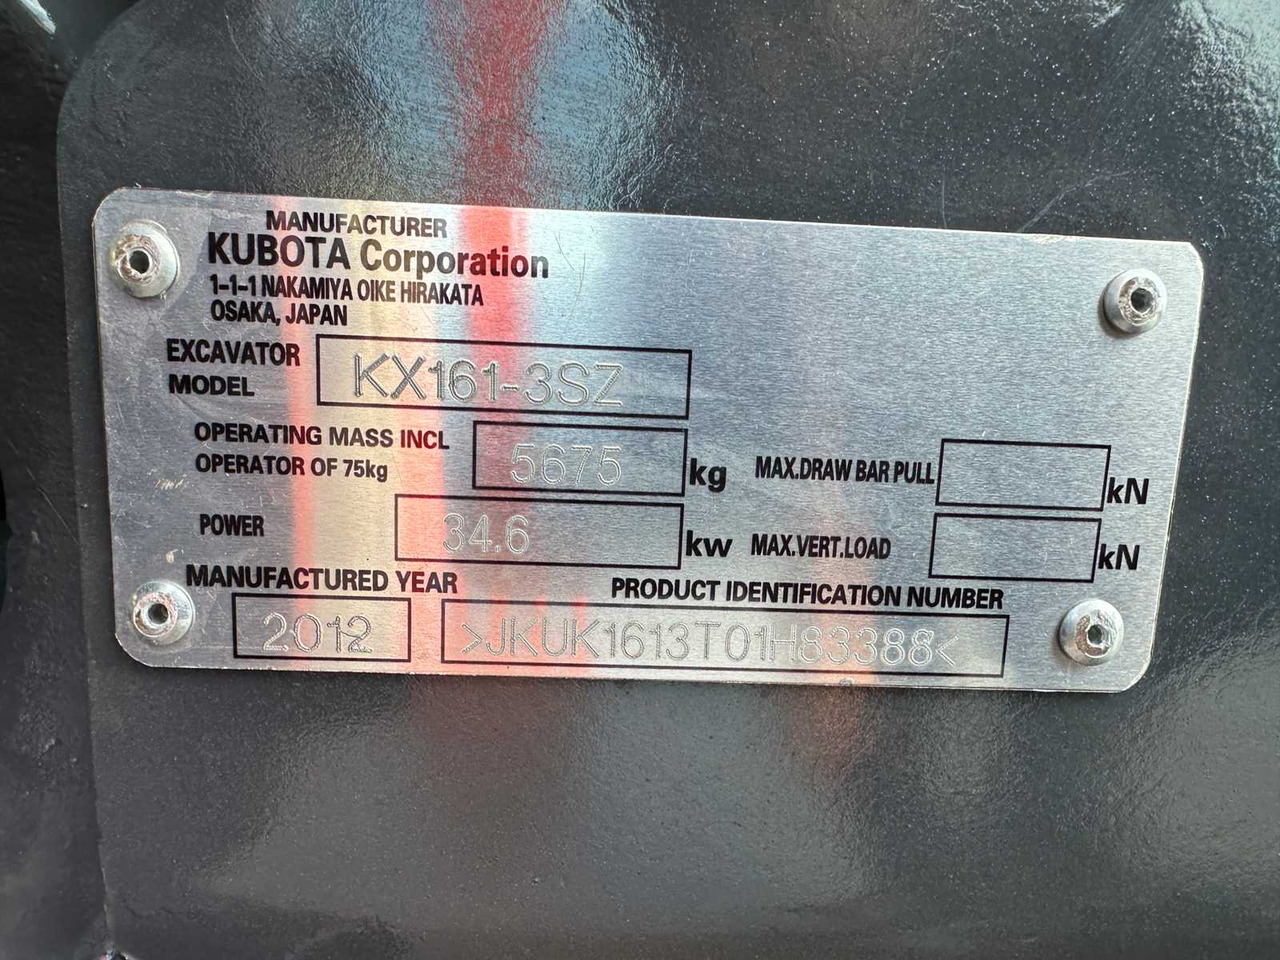 MANUFACTURER
KUBOTA Corporation
1-1-1 NAKAMIYA OIKE HIRAKATA
OSAKA, JAPAN
EXCAVATOR
MODEL
KX161-3SZ
OPERATING MASS INCL
OPERATOR OF 75kg
5675
kg
MAX.DRAW BAR PULL
kN
POWER
34.6
kw
MAX.VERT.LOAD
kN
MANUFACTURED YEAR
2012
PRODUCT IDENTIFICATION NUMBER
>JKUK1613T01H83388<